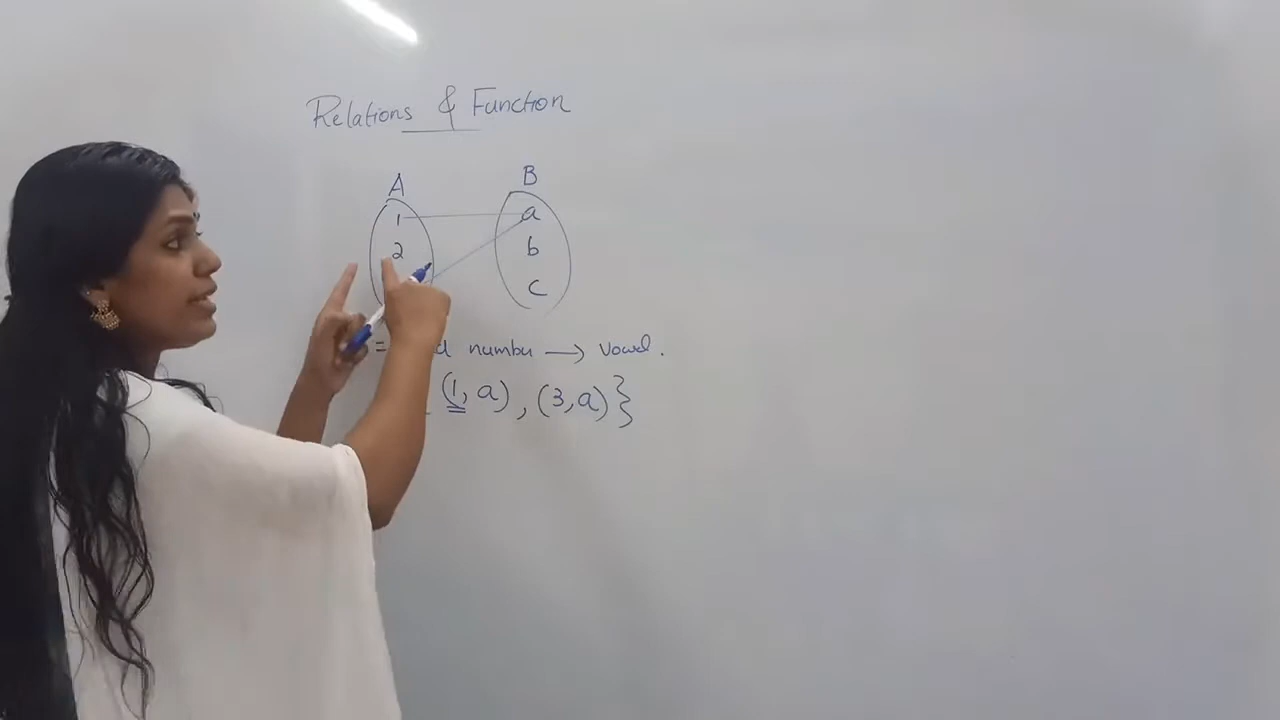 Relations & Function
A B
1 a
2 b
c
= numbu → vowel.
(1, a), (3, a)}